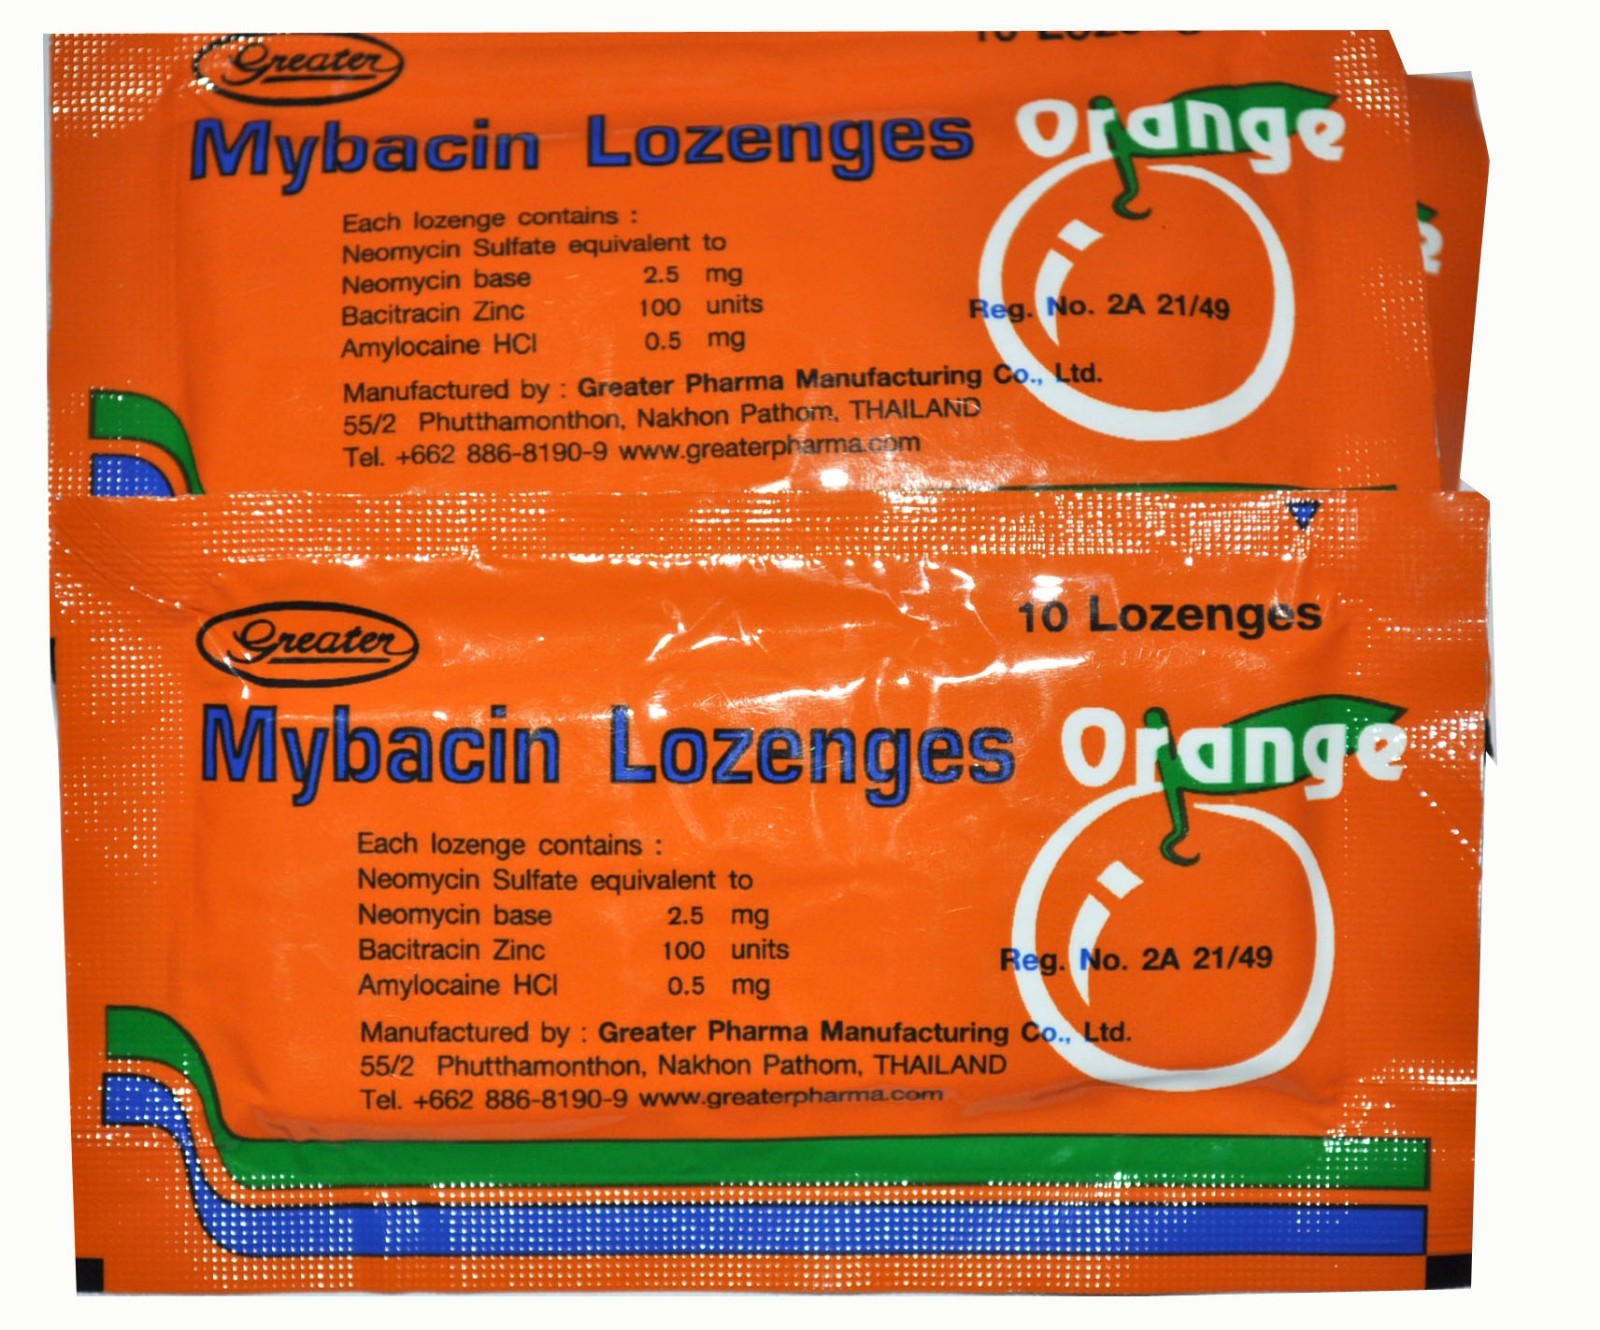 Greater
Mybacin Lozenges Orange
Each lozenge contains :
Neomycin Sulfate equivalent to
Neomycin base 2.5 mg
Bacitracin Zinc 100 units
Amylocaine HCl 0.5 mg
Reg. No. 2A 21/49
Manufactured by : Greater Pharma Manufacturing Co., Ltd.
55/2 Phutthamonthon, Nakhon Pathom, THAILAND
Tel. +662 886-8190-9 www.greaterpharma.com
Greater
10 Lozenges
Mybacin Lozenges Orange
Each lozenge contains :
Neomycin Sulfate equivalent to
Neomycin base 2.5 mg
Bacitracin Zinc 100 units
Amylocaine HCl 0.5 mg
Reg. No. 2A 21/49
Manufactured by : Greater Pharma Manufacturing Co., Ltd.
55/2 Phutthamonthon, Nakhon Pathom, THAILAND
Tel. +662 886-8190-9 www.greaterpharma.com